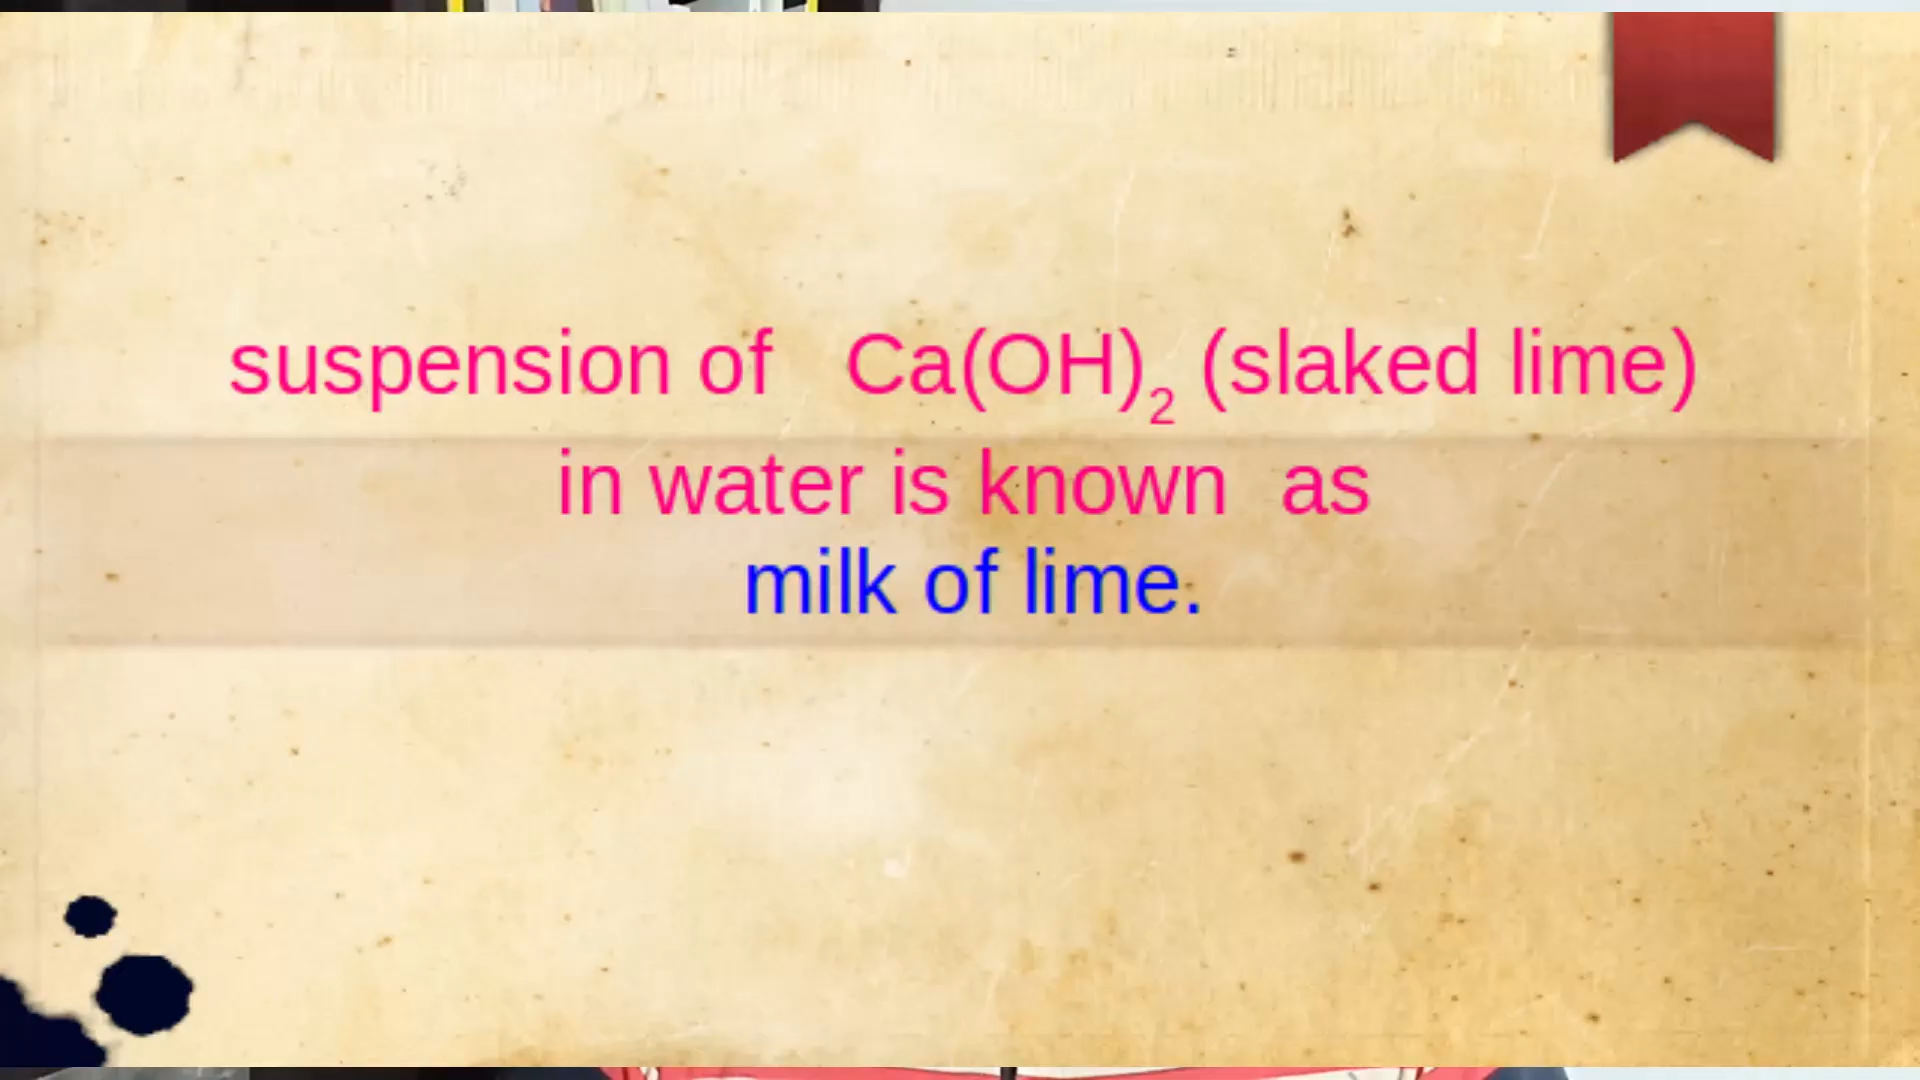 suspension of Ca(OH)₂ (slaked lime)
in water is known as
milk of lime.